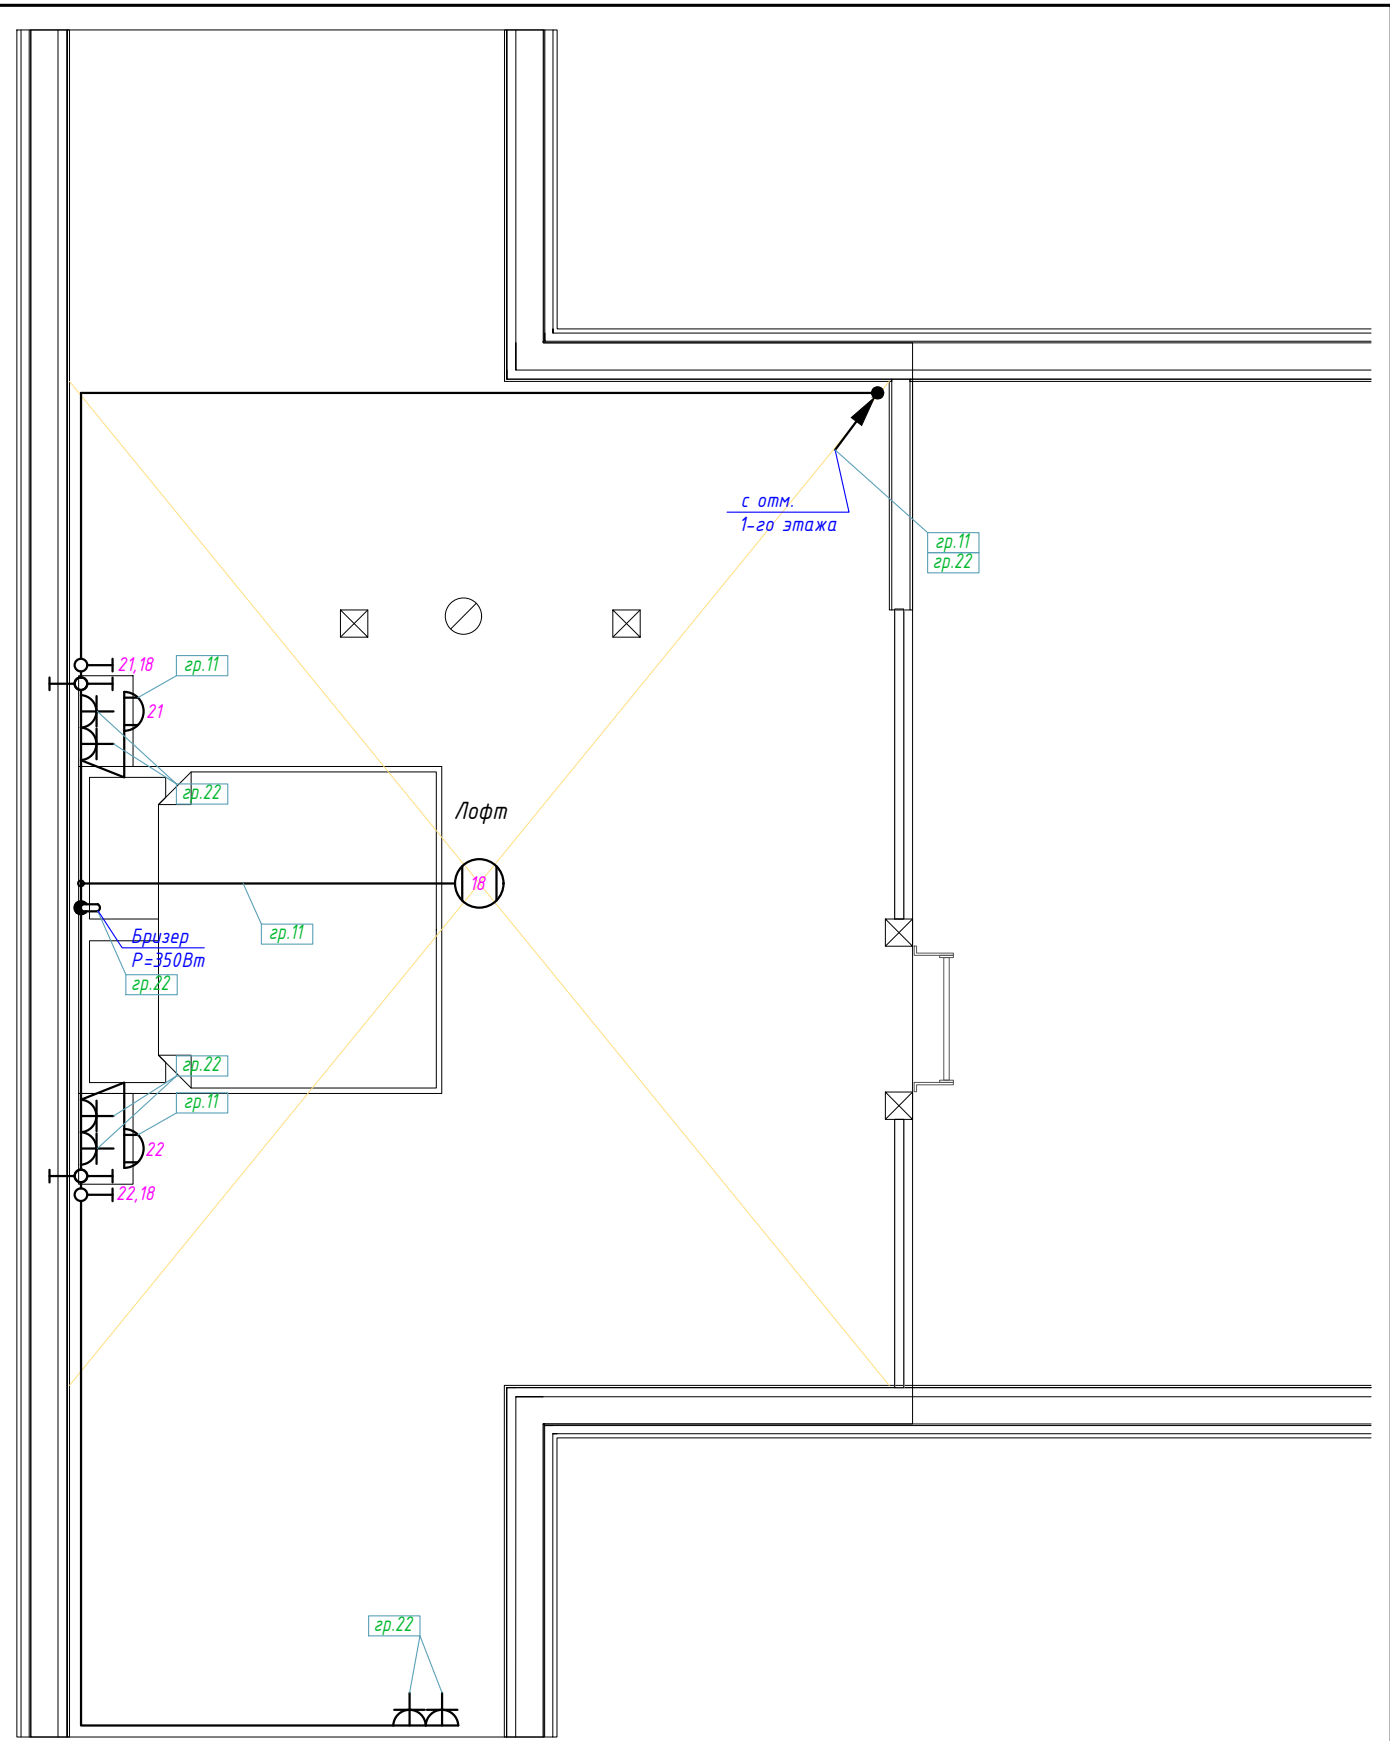 с отм.
1-го этажа
гр.11
гр.22
21,18
гр.11
21
гр.22
Лофт
18
гр.11
Бризер
Р=350Вт
гр.22
гр.22
гр.11
22
22,18
гр.22